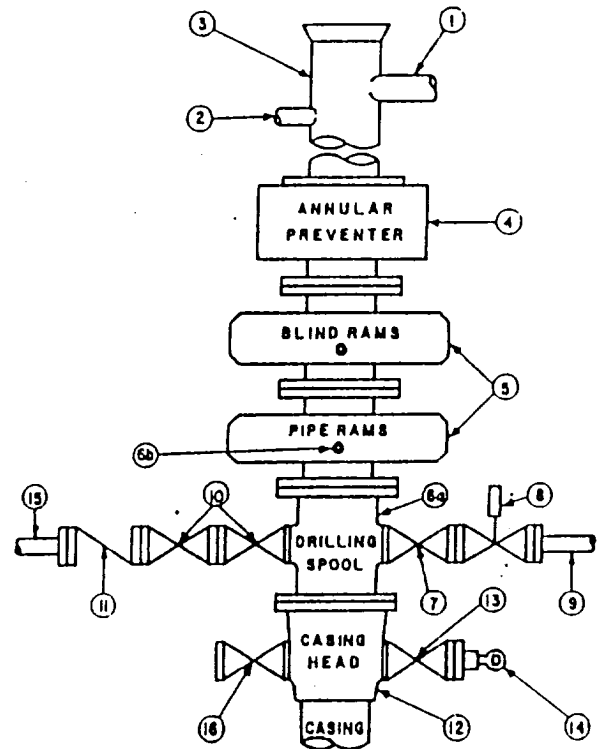 3
1
2
ANNULAR
PREVENTER
4
BLIND RAMS
5
PIPE RAMS
6b
15
10
6a
8
DRILLING
SPOOL
11
7
13
9
CASING
HEAD
16
12
14
CASING